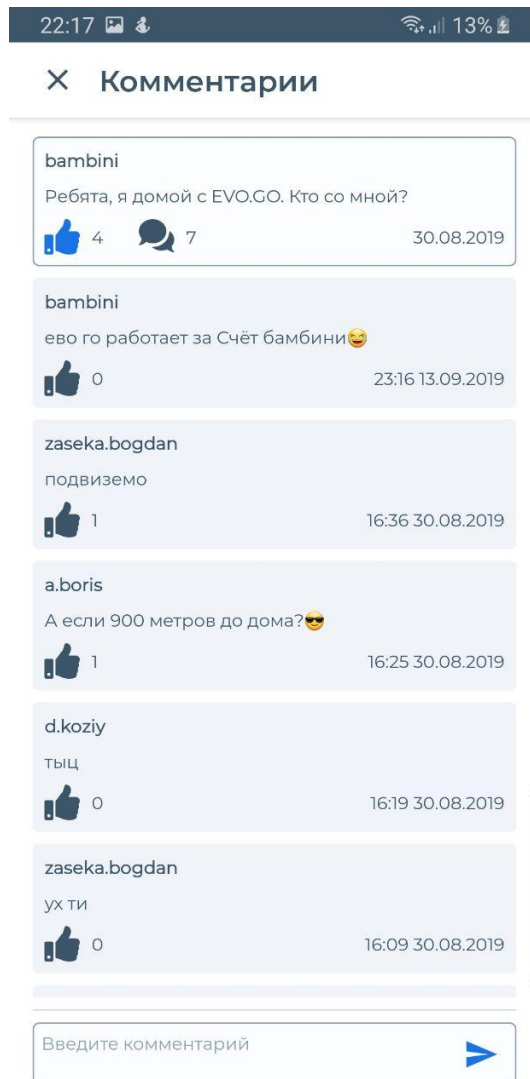 22:17 13%
Комментарии
bambini
Ребята, я домой с EVO.GO. Кто со мной?
4 7 30.08.2019
bambini
ево го работает за Счёт бамбини😂
0 23:16 13.09.2019
zaseka.bogdan
подвиземо
1 16:36 30.08.2019
a.boris
А если 900 метров до дома?😎
1 16:25 30.08.2019
d.koziy
тыц
0 16:19 30.08.2019
zaseka.bogdan
ух ти
0 16:09 30.08.2019
Введите комментарий